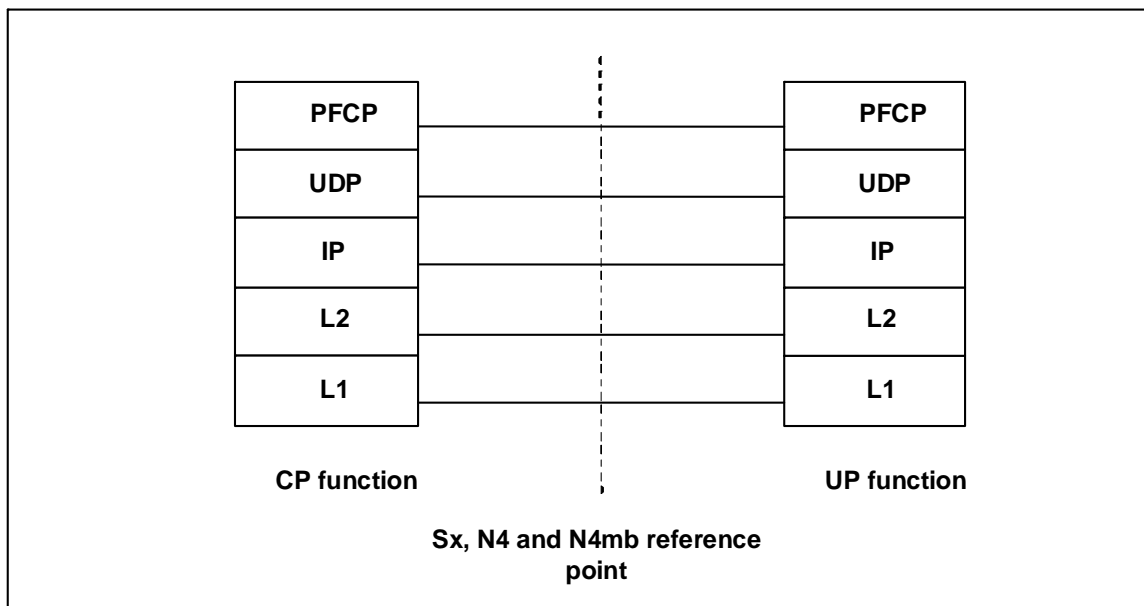 PFCP PFCP
UDP UDP
IP IP
L2 L2
L1 L1
CP function UP function
Sx, N4 and N4mb reference
point